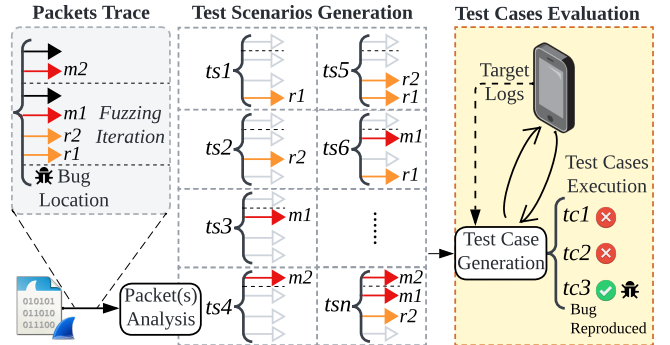 Packets Trace
m2
m1
Fuzzing
Iteration
r2
r1
Bug
Location
010101
011010
011100
Packet(s)
Analysis
Test Scenarios Generation
ts1
r1
ts5
r2
r1
ts2
r2
ts6
m1
r1
ts3
m1
ts4
m2
tsn
m2
m1
r2
Test Cases Evaluation
Target
Logs
Test Cases
Execution
Test Case
Generation
tc1
tc2
tc3
Bug
Reproduced